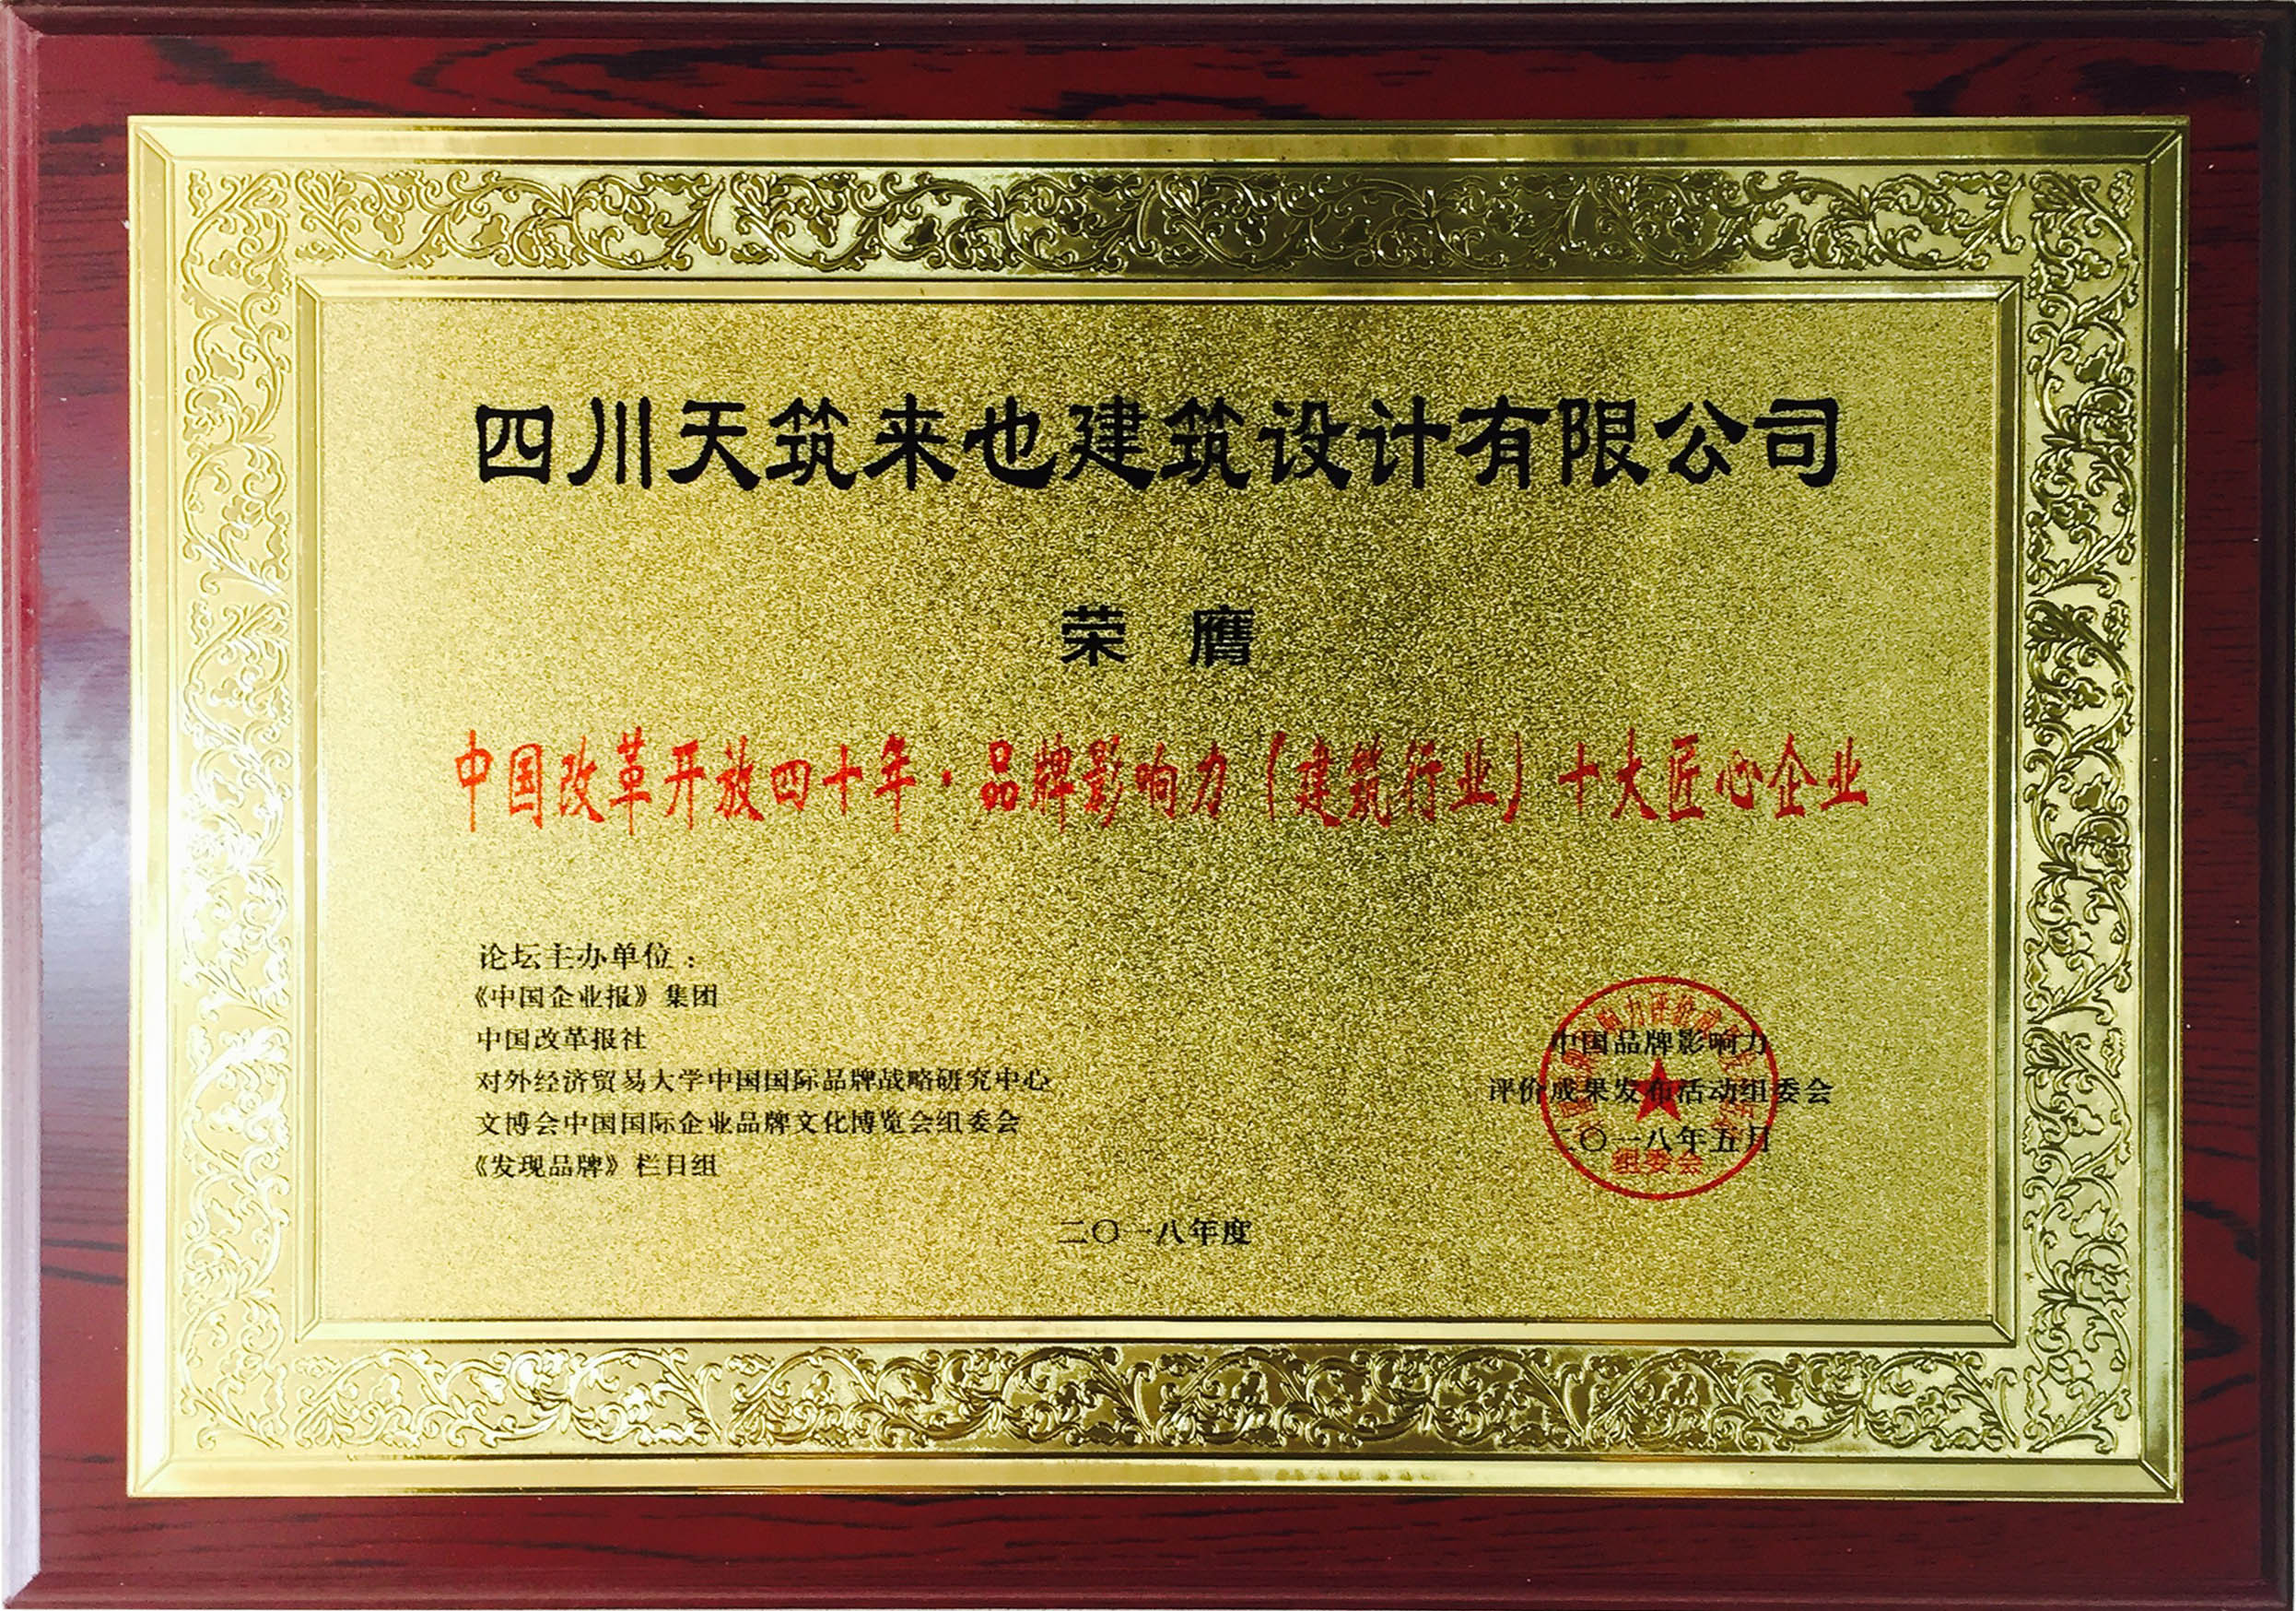 四川天筑来也建筑设计有限公司
荣 膺
中国改革开放四十年·品牌影响力（建筑行业）十大匠心企业
论坛主办单位：
《中国企业报》集团
中国改革报社
对外经济贸易大学中国国际品牌战略研究中心
文博会中国国际企业品牌文化博览会组委会
《发现品牌》栏目组
中国品牌影响力
评价成果发布活动组委会
二〇一八年五月
组委会
二〇一八年度